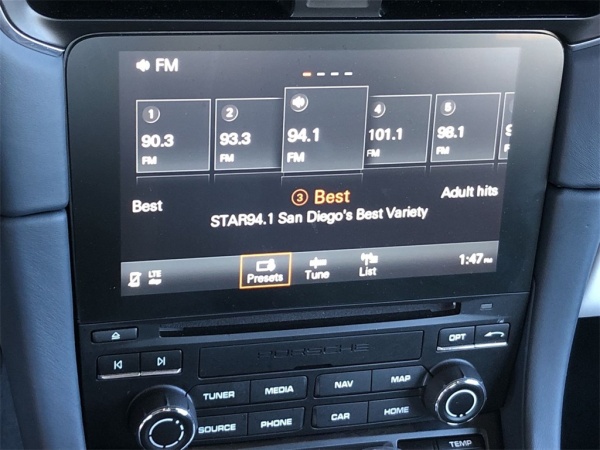 FM
1 2 4 5
90.3 93.3 94.1 101.1 98.1
FM FM FM FM FM
3 Best
Best Adult hits
STAR94.1 San Diego's Best Variety
LTE
Presets Tune List 1:47 PM
PORSCHE
OPT
TUNER MEDIA NAV MAP
SOURCE PHONE CAR HOME
TEMP